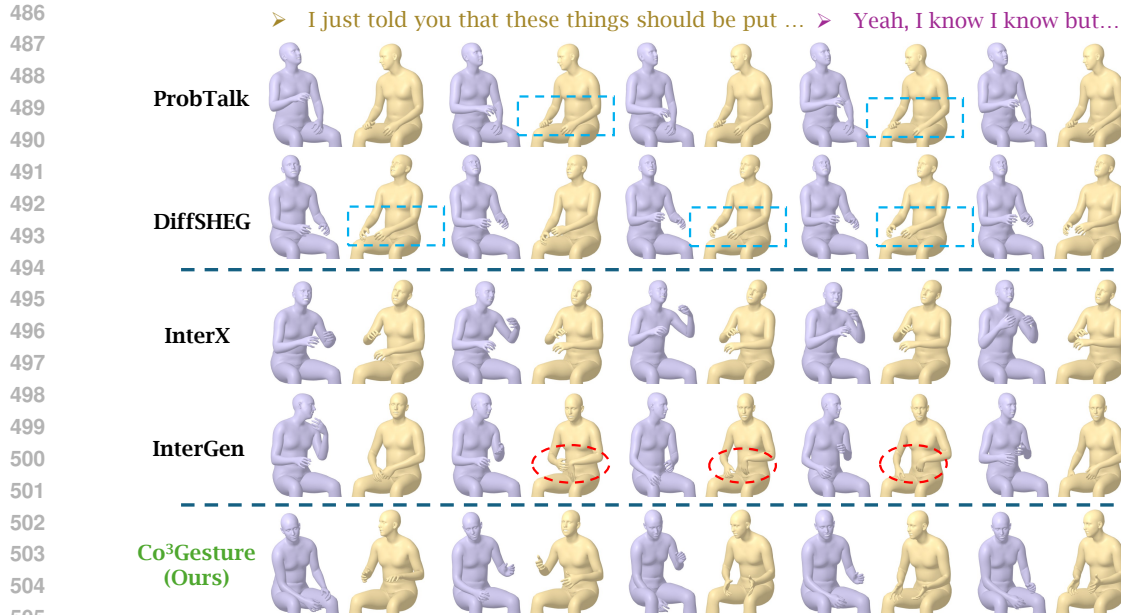 486
➤ I just told you that these things should be put … ➤ Yeah, I know I know but…
487
488
ProbTalk
489
490
491
492
DiffSHEG
493
494
495
InterX
496
497
498
499
InterGen
500
501
502
Co³Gesture
503
(Ours)
504